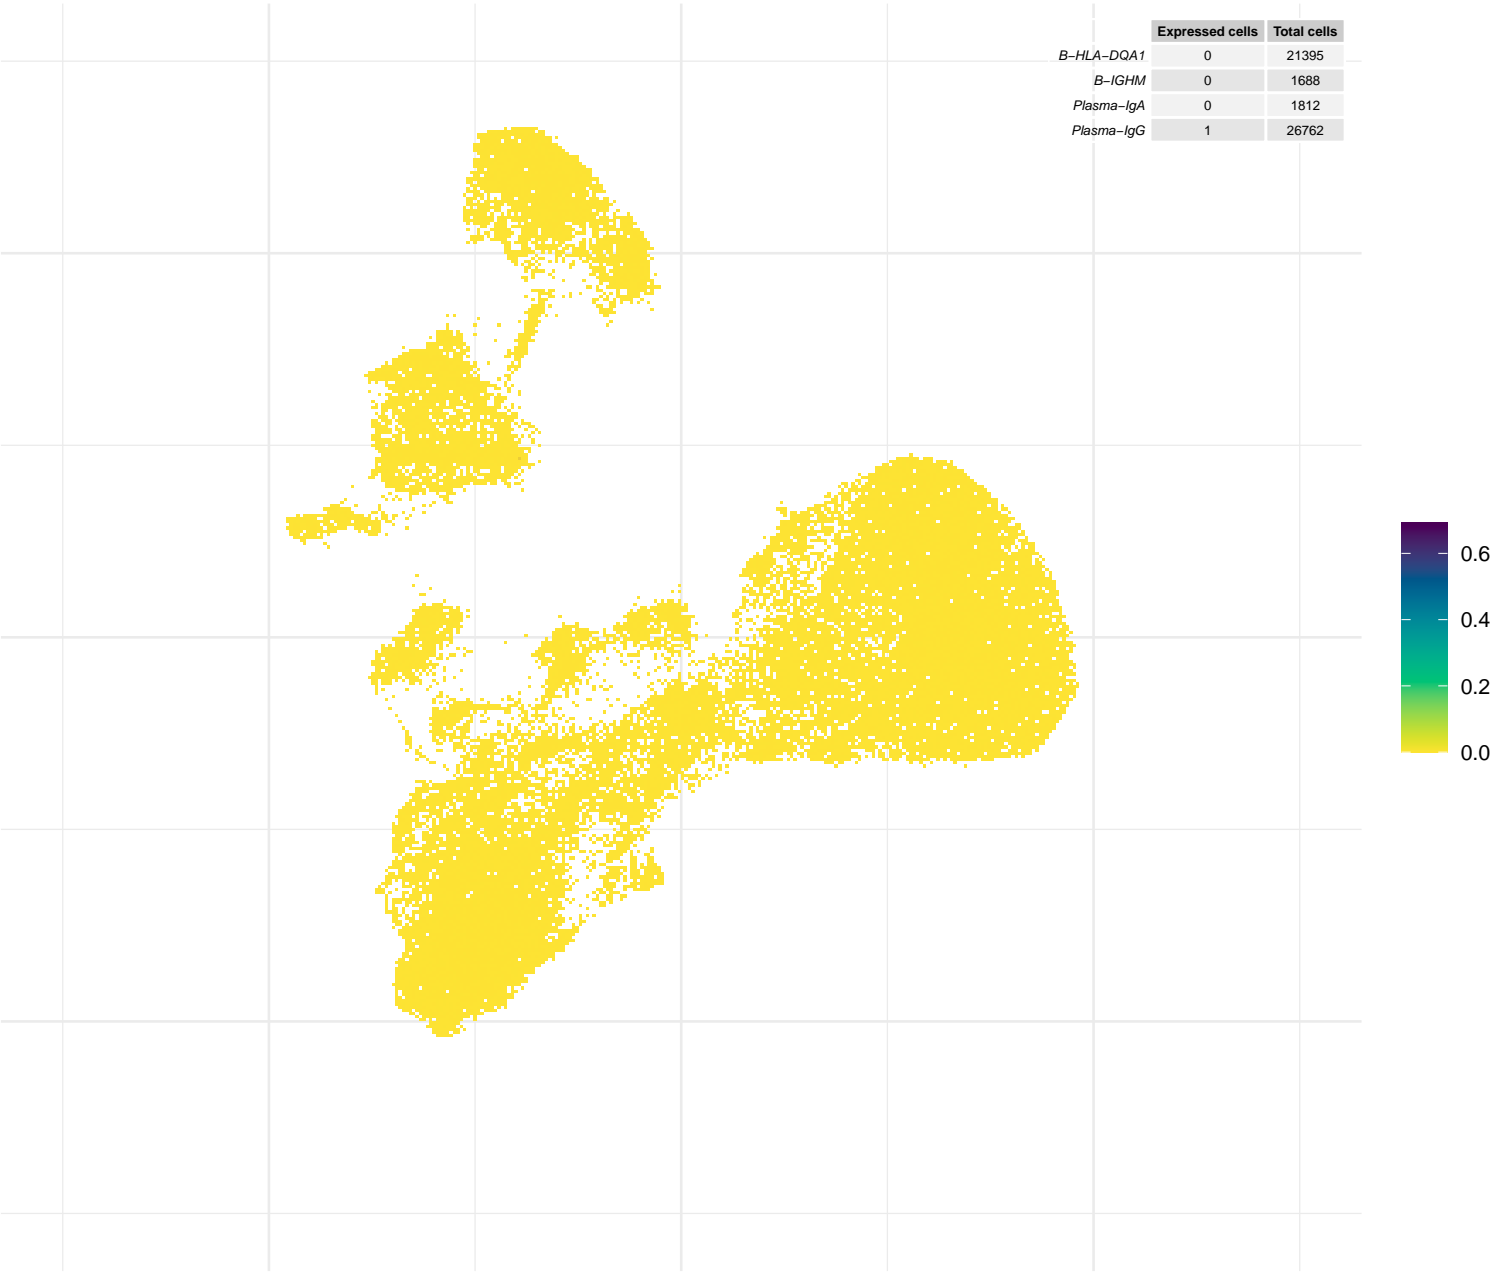 Expressed cells Total cells
B−HLA−DQA1 0 21395
B−IGHM 0 1688
Plasma−IgA 0 1812
Plasma−IgG 1 26762
0.6
0.4
0.2
0.0